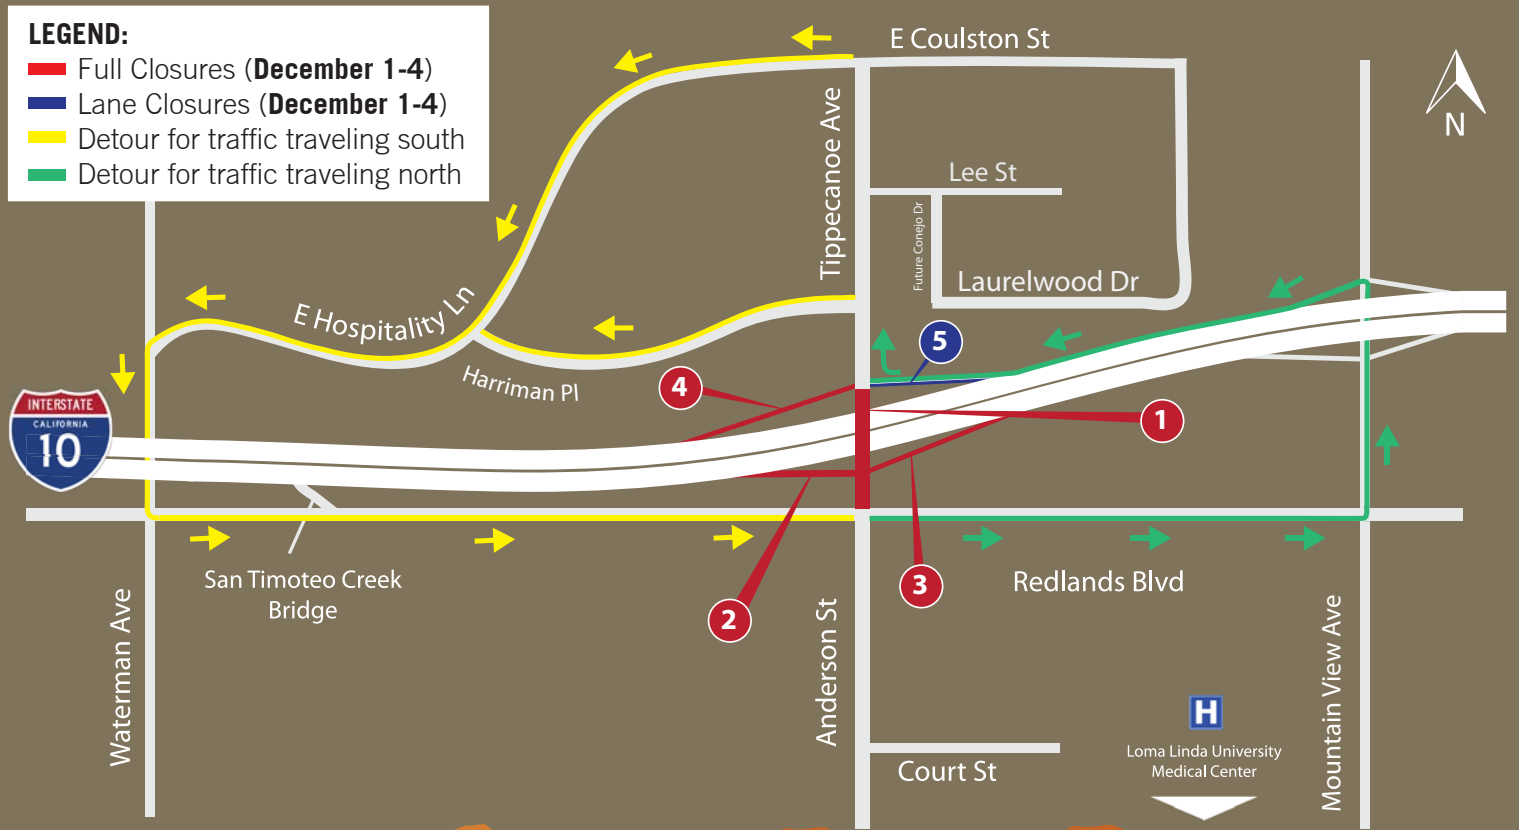 LEGEND:
Full Closures (December 1-4)
Lane Closures (December 1-4)
Detour for traffic traveling south
Detour for traffic traveling north
E Coulston St
N
Tippecanoe Ave
Lee St
Future Conejo Dr
Laurelwood Dr
E Hospitality Ln
Harriman Pl
5
4
1
INTERSTATE
CALIFORNIA
10
San Timoteo Creek
Bridge
3
2
Redlands Blvd
Waterman Ave
Anderson St
Mountain View Ave
H
Loma Linda University
Medical Center
Court St